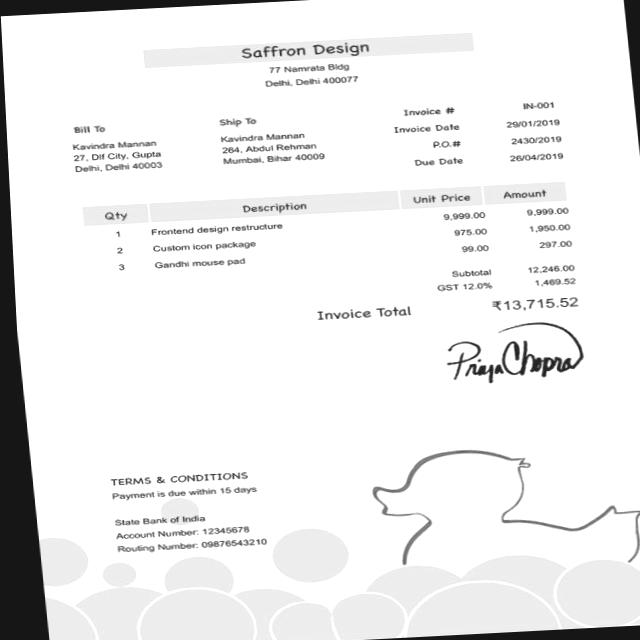 Saffron Design
77 Namrata Bldg
Delhi, Delhi 400077
Bill To
Kavindra Mannan
27, Dlf City, Gupta
Delhi, Delhi 40003
Ship To
Kavindra Mannan
264, Abdul Rehman
Mumbai, Bihar 40009
Invoice # IN-001
Invoice Date 29/01/2019
P.O.# 2430/2019
Due Date 26/04/2019
Qty Description Unit Price Amount
1 Frontend design restructure 9,999.00 9,999.00
2 Custom icon package 975.00 1,950.00
3 Gandhi mouse pad 99.00 297.00
Subtotal 12,246.00
GST 12.0% 1,469.52
Invoice Total ₹13,715.52
Priya Chopra
TERMS & CONDITIONS
Payment is due within 15 days
State Bank of India
Account Number: 12345678
Routing Number: 09876543210